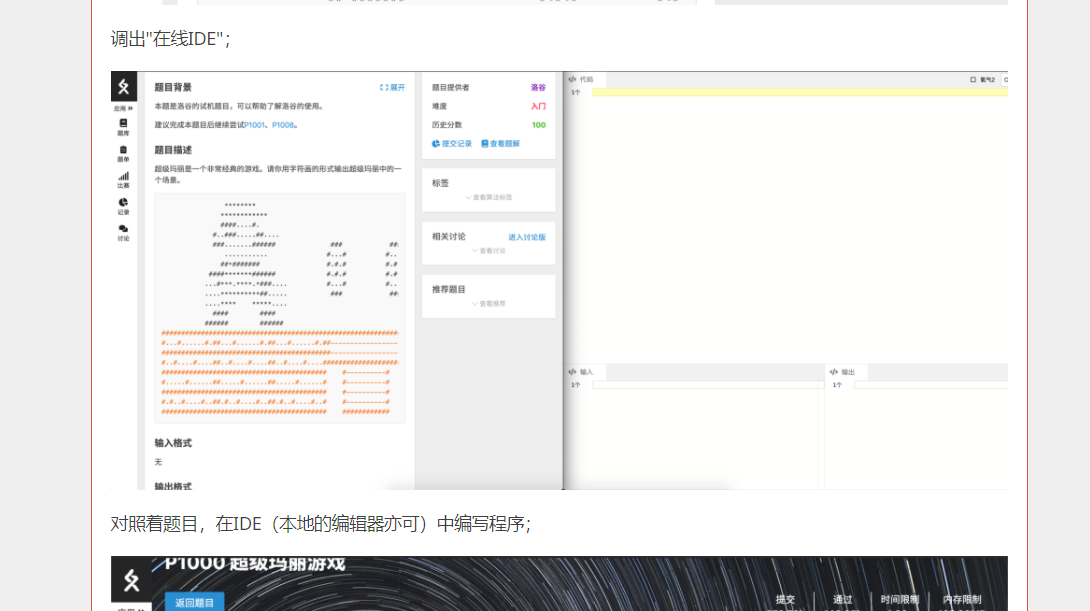 调出"在线IDE"；
应用
题库
题单
比赛
记录
讨论
题目背景
展开
本题是洛谷的试机题目，可以帮助了解洛谷的使用。
建议完成本题目后继续尝试P1001、P1008。
题目描述
超级玛丽是一个非常经典的游戏。请你用字符画的形式输出超级玛丽中的一
个场景。
输入格式
无
输出格式
题目提供者 洛谷
难度 入门
历史分数 100
提交记录 查看题解
标签
查看算法标签
相关讨论 进入讨论版
查看讨论
推荐题目
查看推荐
代码
氧气2
1个
输入
1个
输出
1个
对照着题目，在IDE（本地的编辑器亦可）中编写程序；
P1000 超级玛丽游戏
返回题目
提交 通过 时间限制 内存限制